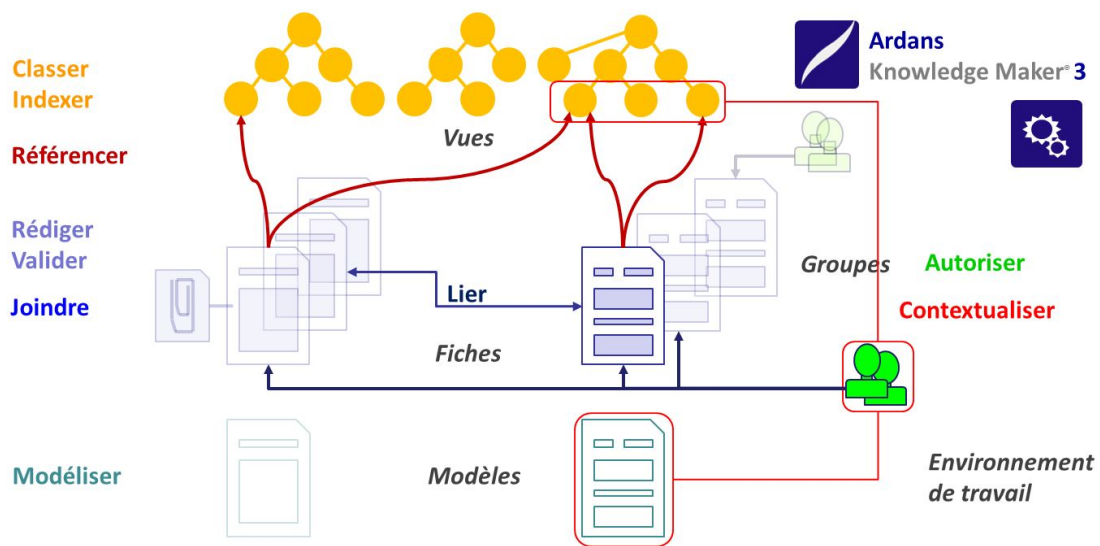 Classer
Indexer
Ardans
Knowledge Maker® 3
Vues
Référencer
Rédiger
Valider
Groupes
Autoriser
Joindre
Lier
Contextualiser
Fiches
Modéliser
Modèles
Environnement
de travail